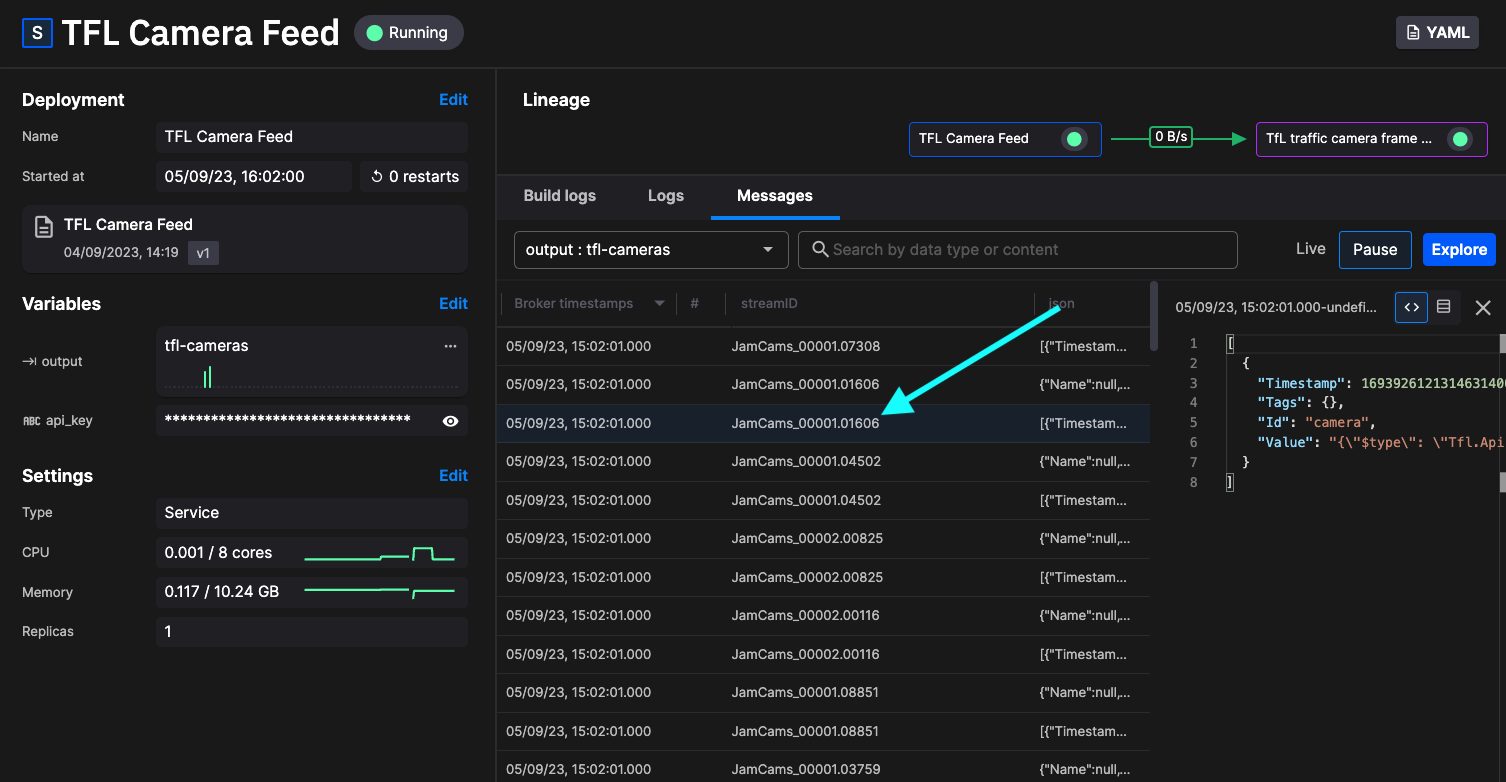 S TFL Camera Feed Running YAML
Deployment Edit
Name TFL Camera Feed
Started at 05/09/23, 16:02:00 0 restarts
TFL Camera Feed
04/09/2023, 14:19 v1
Variables Edit
output tfl-cameras ...
ABC api_key ********************************
Settings Edit
Type Service
CPU 0.001 / 8 cores
Memory 0.117 / 10.24 GB
Replicas 1
Lineage
TFL Camera Feed 0 B/s TfL traffic camera frame ...
Build logs Logs Messages
output : tfl-cameras Search by data type or content Live Pause Explore
Broker timestamps # streamID json
05/09/23, 15:02:01.000 JamCams_00001.07308 [{"Timestam...
05/09/23, 15:02:01.000 JamCams_00001.01606 {"Name":null,...
05/09/23, 15:02:01.000 JamCams_00001.01606 [{"Timestam...
05/09/23, 15:02:01.000 JamCams_00001.04502 {"Name":null,...
05/09/23, 15:02:01.000 JamCams_00001.04502 [{"Timestam...
05/09/23, 15:02:01.000 JamCams_00002.00825 {"Name":null,...
05/09/23, 15:02:01.000 JamCams_00002.00825 [{"Timestam...
05/09/23, 15:02:01.000 JamCams_00002.00116 {"Name":null,...
05/09/23, 15:02:01.000 JamCams_00002.00116 [{"Timestam...
05/09/23, 15:02:01.000 JamCams_00001.08851 {"Name":null,...
05/09/23, 15:02:01.000 JamCams_00001.08851 [{"Timestam...
05/09/23, 15:02:01.000 JamCams_00001.03759 {"Name":null,...
05/09/23, 15:02:01.000-undefi... <>
1 [
2 {
3 "Timestamp": 169392612131463140
4 "Tags": {},
5 "Id": "camera",
6 "Value": "{\"$type\": \"Tfl.Api
7 }
8 ]